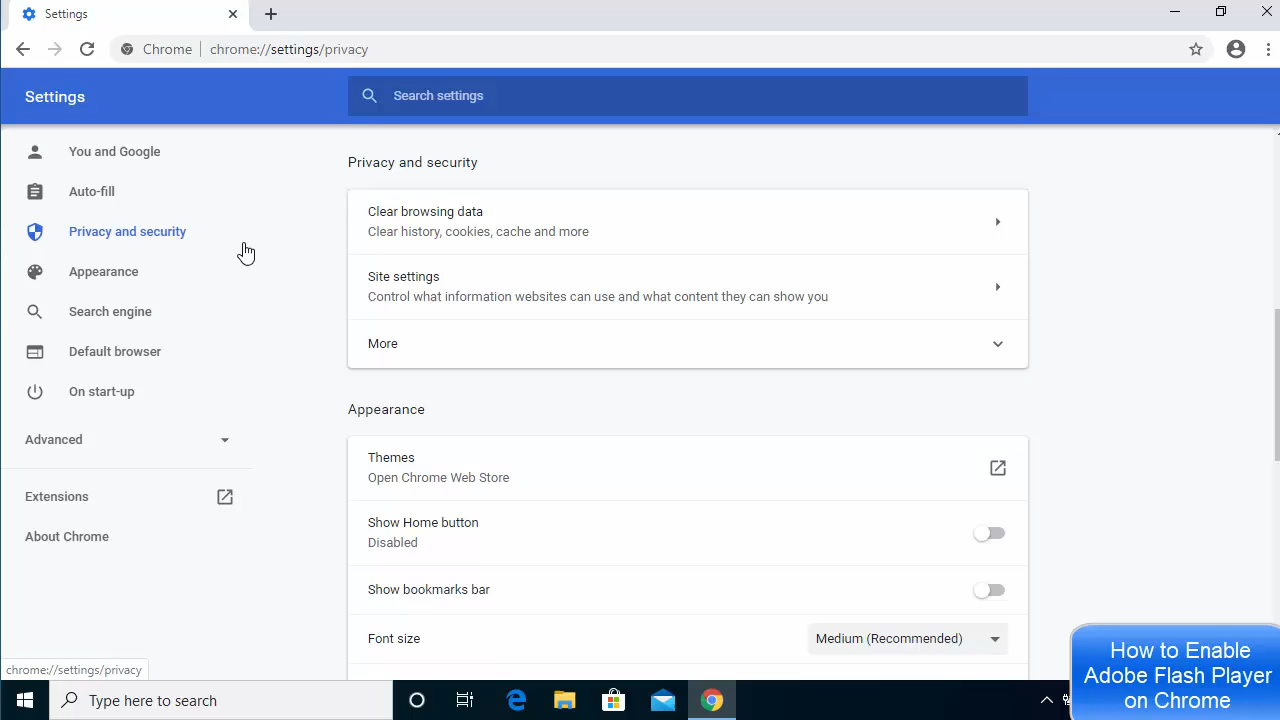 Settings
Chrome
chrome://settings/privacy
Settings
Search settings
You and Google
Auto-fill
Privacy and security
Appearance
Search engine
Default browser
On start-up
Advanced
Extensions
About Chrome
Privacy and security
Clear browsing data
Clear history, cookies, cache and more
Site settings
Control what information websites can use and what content they can show you
More
Appearance
Themes
Open Chrome Web Store
Show Home button
Disabled
Show bookmarks bar
Font size
Medium (Recommended)
chrome://settings/privacy
Type here to search
How to Enable
Adobe Flash Player
on Chrome